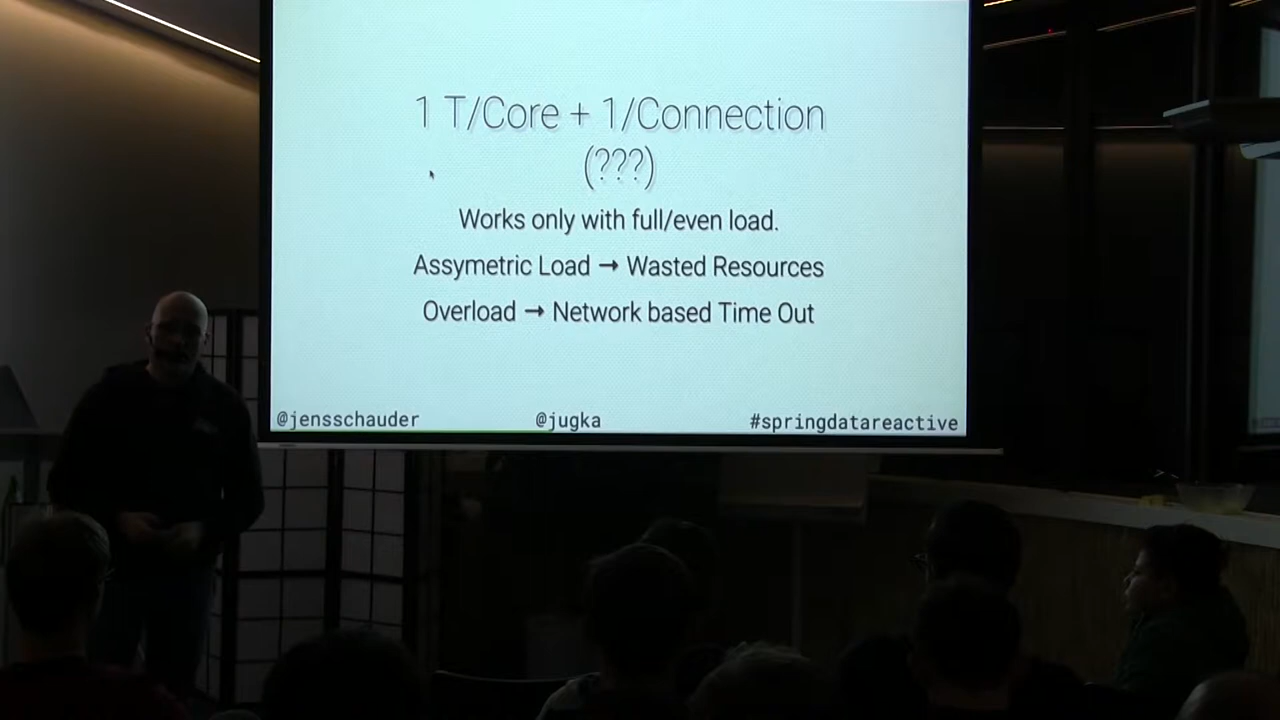 1 T/Core + 1/Connection
(???)
Works only with full/even load.
Assymetric Load → Wasted Resources
Overload → Network based Time Out
@jensschauder @jugka #springdatareactive